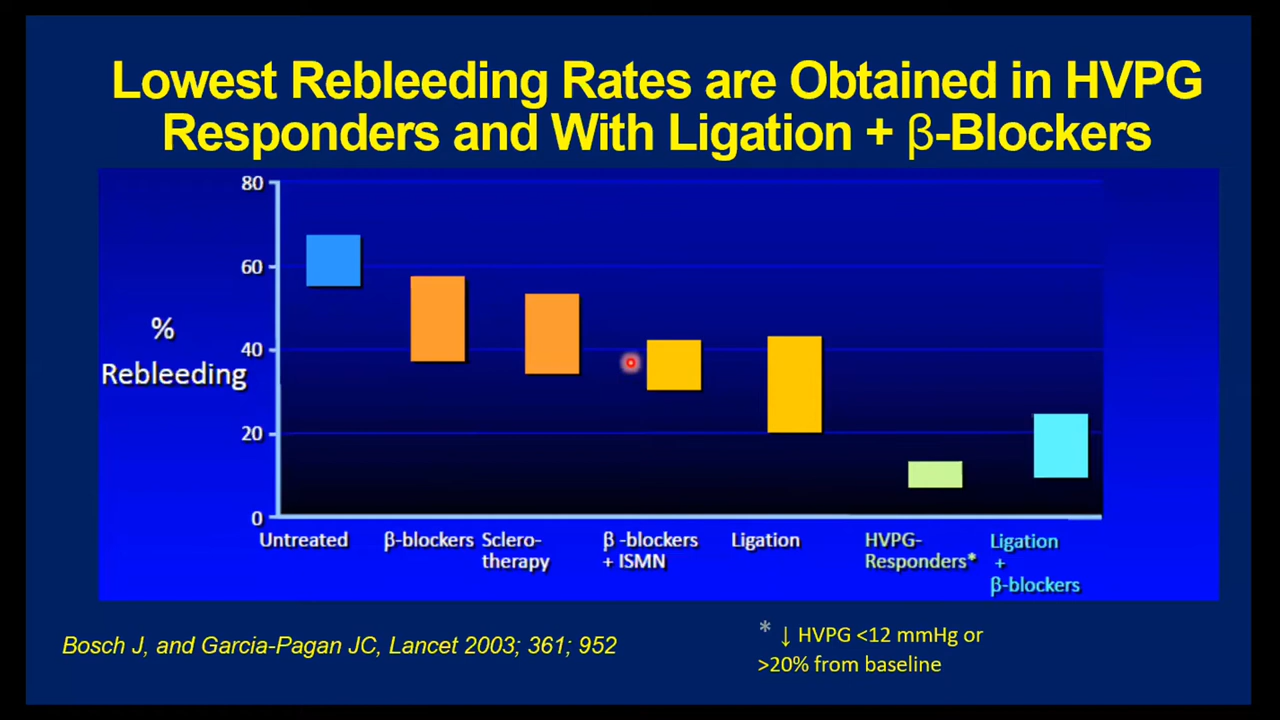 Lowest Rebleeding Rates are Obtained in HVPG
Responders and With Ligation + β-Blockers
80
60
40
20
0
%
Rebleeding
Untreated
β-blockers
Sclero-
therapy
β -blockers
+ ISMN
Ligation
HVPG-
Responders*
Ligation
+
β-blockers
Bosch J, and Garcia-Pagan JC, Lancet 2003; 361; 952
* ↓ HVPG <12 mmHg or
>20% from baseline